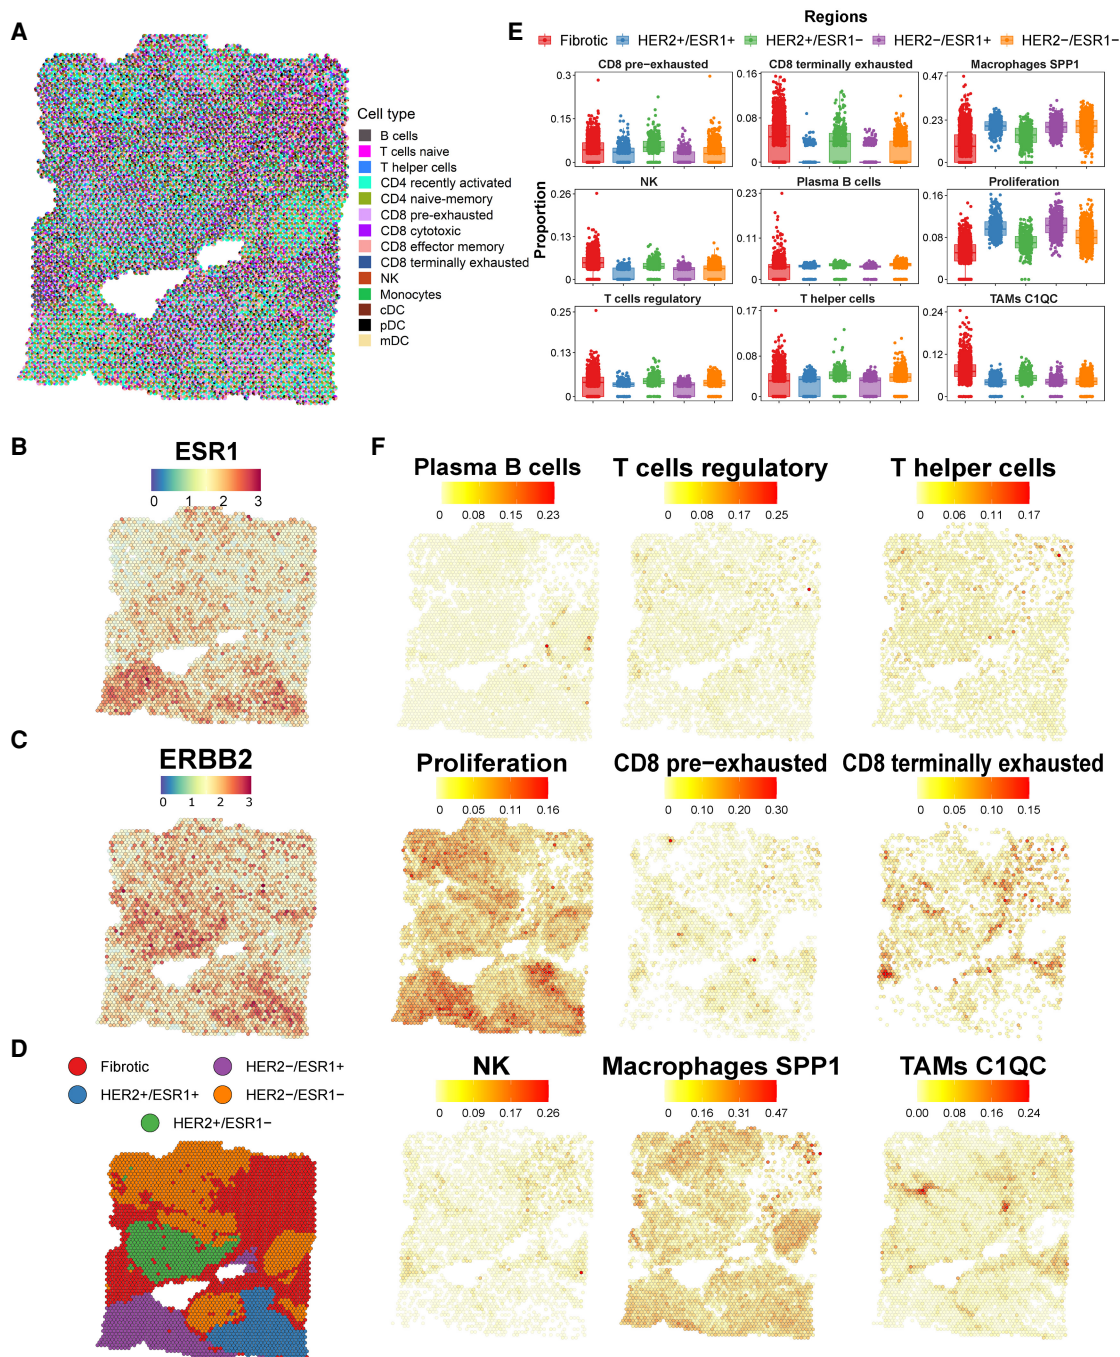 A
Cell type
B cells
T cells naive
T helper cells
CD4 recently activated
CD4 naive-memory
CD8 pre-exhausted
CD8 cytotoxic
CD8 effector memory
CD8 terminally exhausted
NK
Monocytes
cDC
pDC
mDC
B
ESR1
0 1 2 3
C
ERBB2
0 1 2 3
D
Fibrotic
HER2-/ESR1+
HER2+/ESR1+
HER2-/ESR1-
HER2+/ESR1-
E
Regions
Fibrotic HER2+/ESR1+ HER2+/ESR1- HER2-/ESR1+ HER2-/ESR1-
Proportion
CD8 pre-exhausted
0.3
0.15
0
CD8 terminally exhausted
0.16
0.08
0
Macrophages SPP1
0.47
0.23
0
NK
0.26
0.13
0
Plasma B cells
0.23
0.11
0
Proliferation
0.16
0.08
0
T cells regulatory
0.25
0.13
0
T helper cells
0.17
0.08
0
TAMs C1QC
0.24
0.12
0
F
Plasma B cells
0 0.08 0.15 0.23
T cells regulatory
0 0.08 0.17 0.25
T helper cells
0 0.06 0.11 0.17
Proliferation
0 0.05 0.11 0.16
CD8 pre-exhausted
0 0.10 0.20 0.30
CD8 terminally exhausted
0 0.05 0.10 0.15
NK
0 0.09 0.17 0.26
Macrophages SPP1
0 0.16 0.31 0.47
TAMs C1QC
0.00 0.08 0.16 0.24